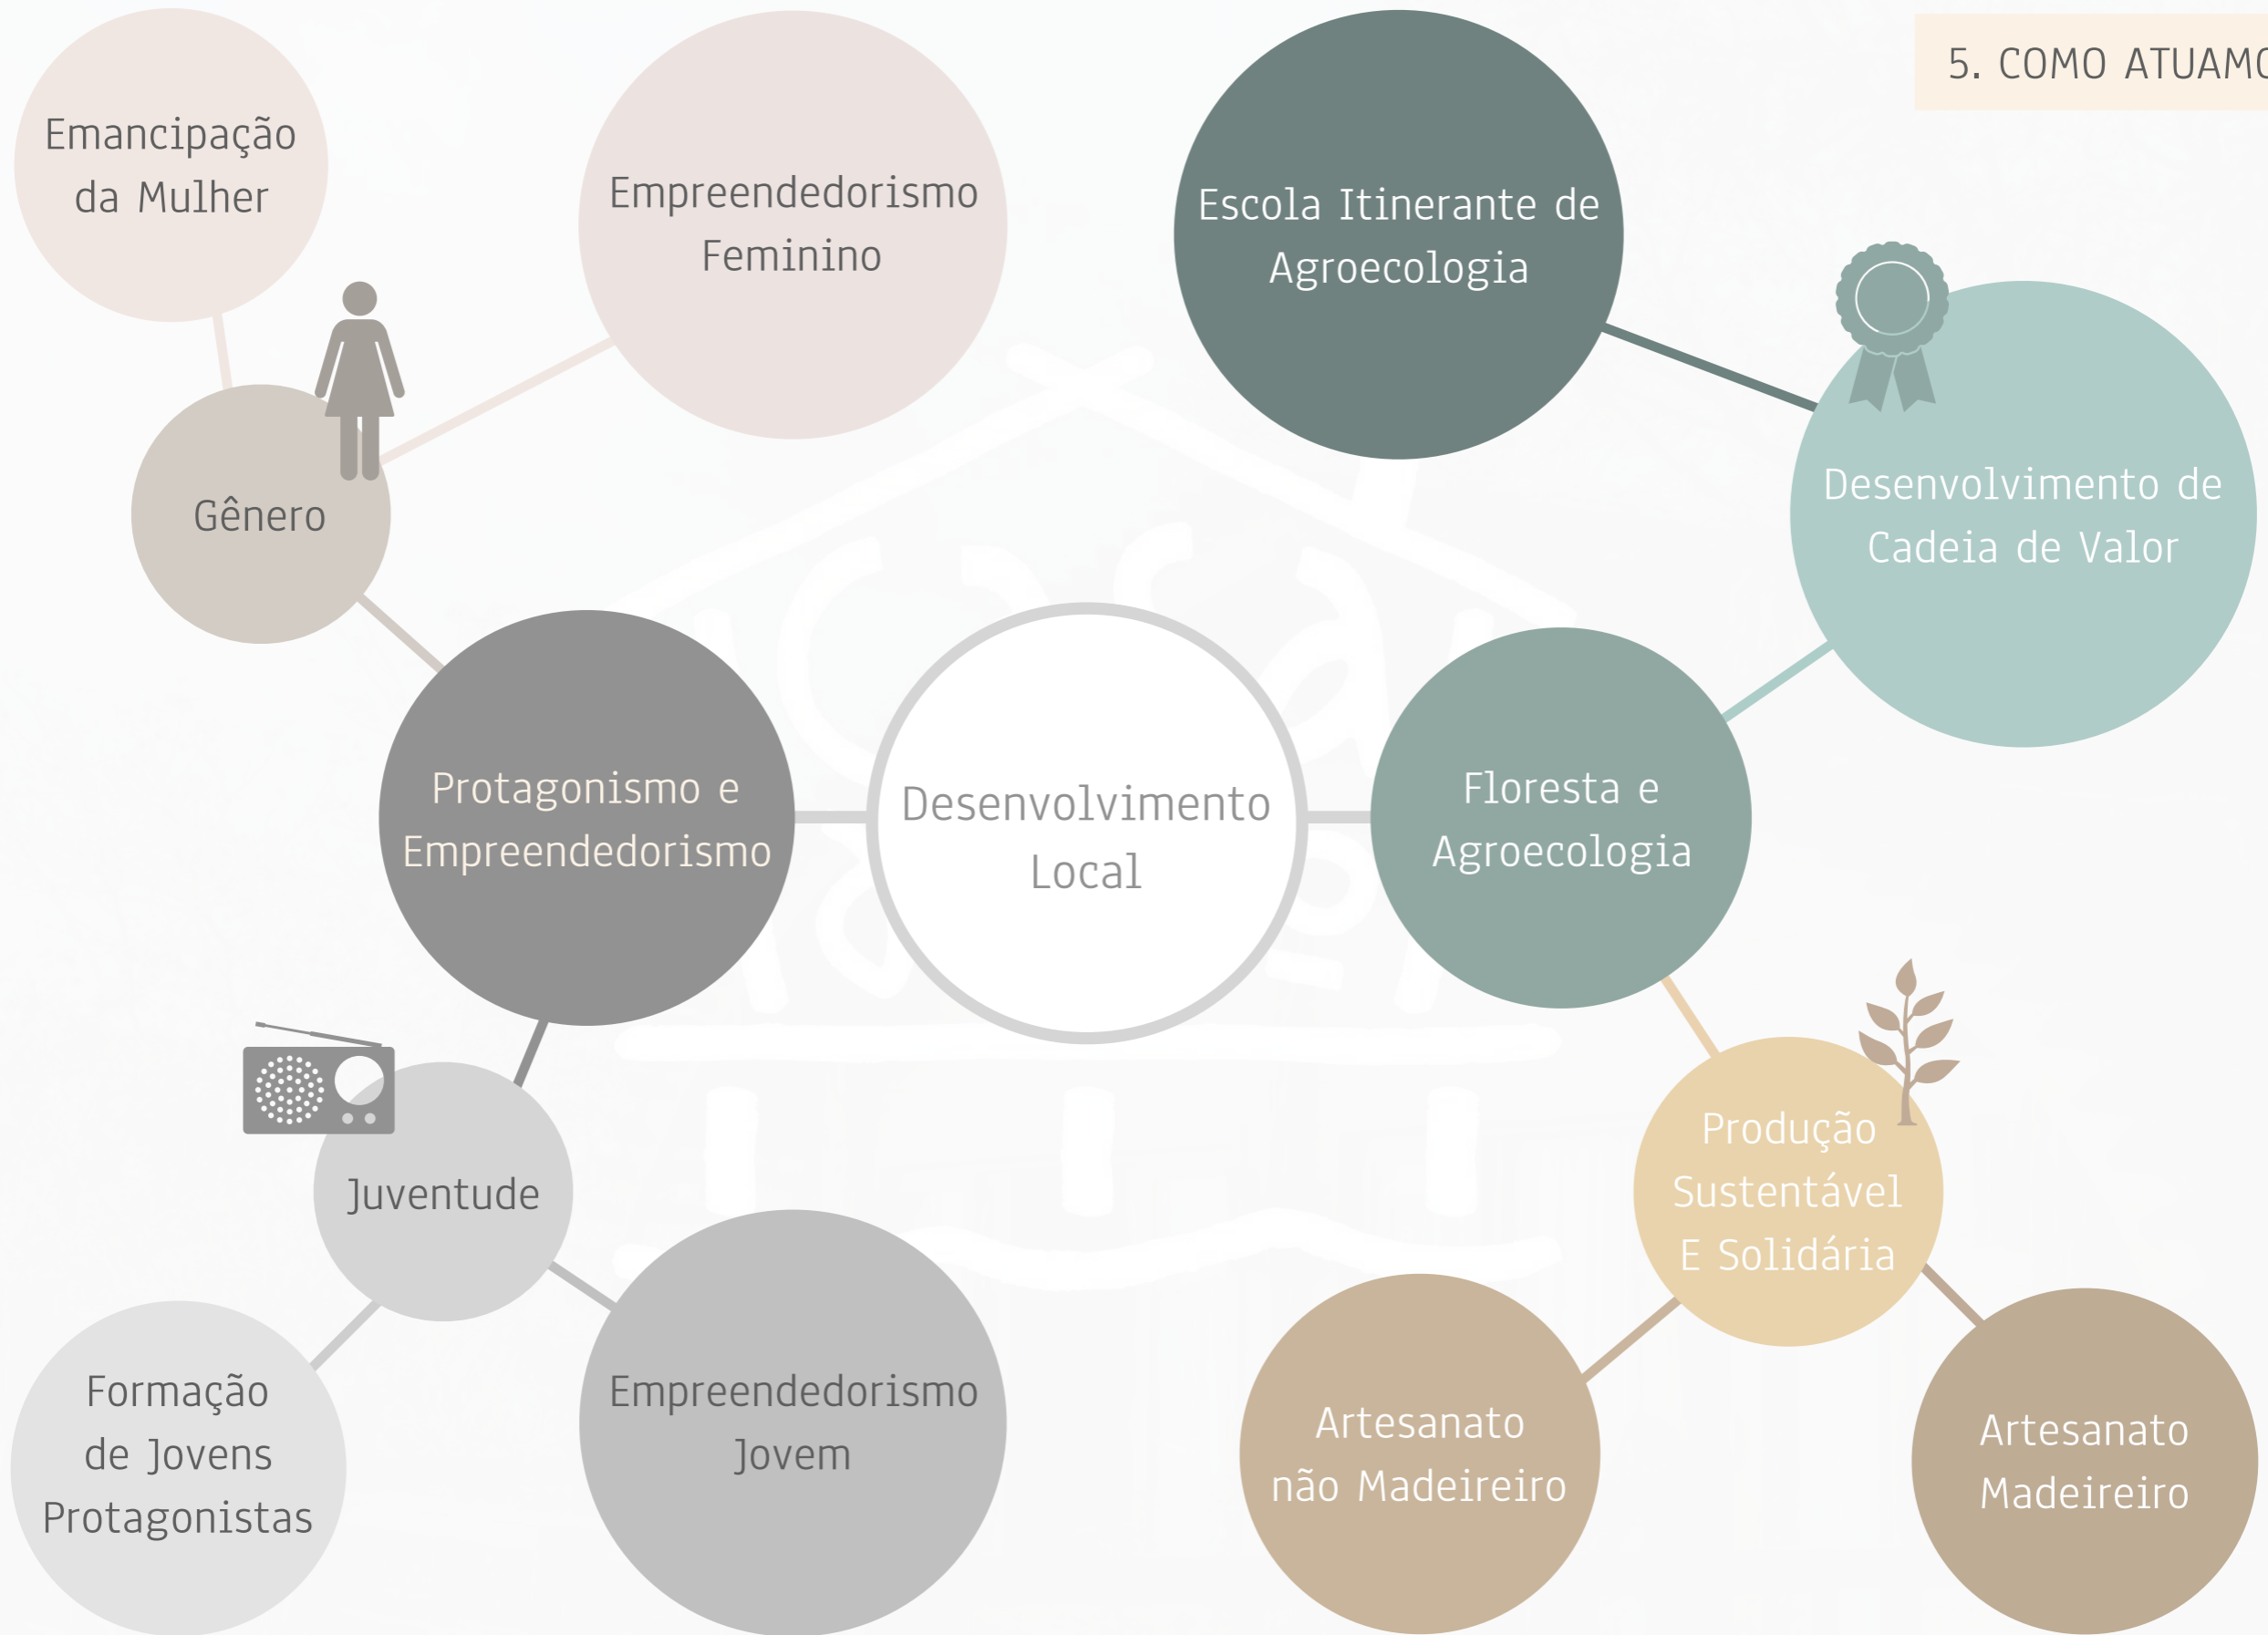 5. COMO ATUAMO
Emancipação
da Mulher
Empreendedorismo
Feminino
Escola Itinerante de
Agroecologia
Gênero
Desenvolvimento de
Cadeia de Valor
Protagonismo e
Empreendedorismo
Desenvolvimento
Local
Floresta e
Agroecologia
Juventude
Produção
Sustentável
E Solidária
Formação
de Jovens
Protagonistas
Empreendedorismo
Jovem
Artesanato
não Madeireiro
Artesanato
Madeireiro